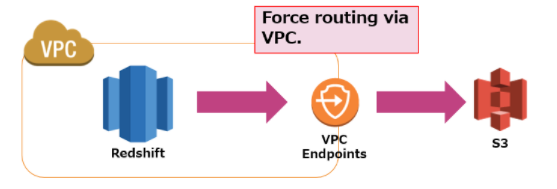 Force routing via
VPC.
VPC
Redshift
VPC
Endpoints
S3